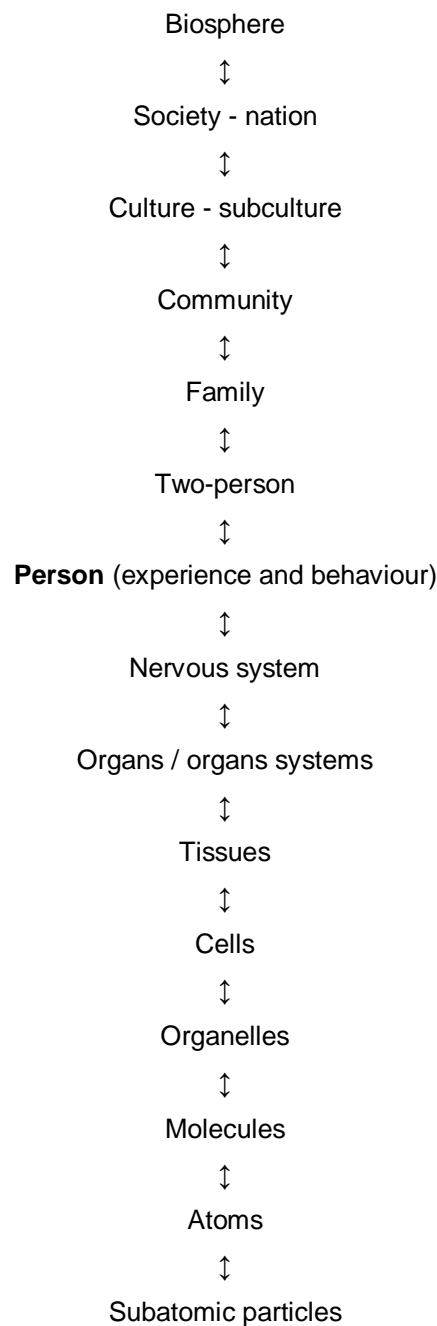 Biosphere
↕
Society - nation
↕
Culture - subculture
↕
Community
↕
Family
↕
Two-person
↕
Person (experience and behaviour)
↕
Nervous system
↕
Organs / organs systems
↕
Tissues
↕
Cells
↕
Organelles
↕
Molecules
↕
Atoms
↕
Subatomic particles